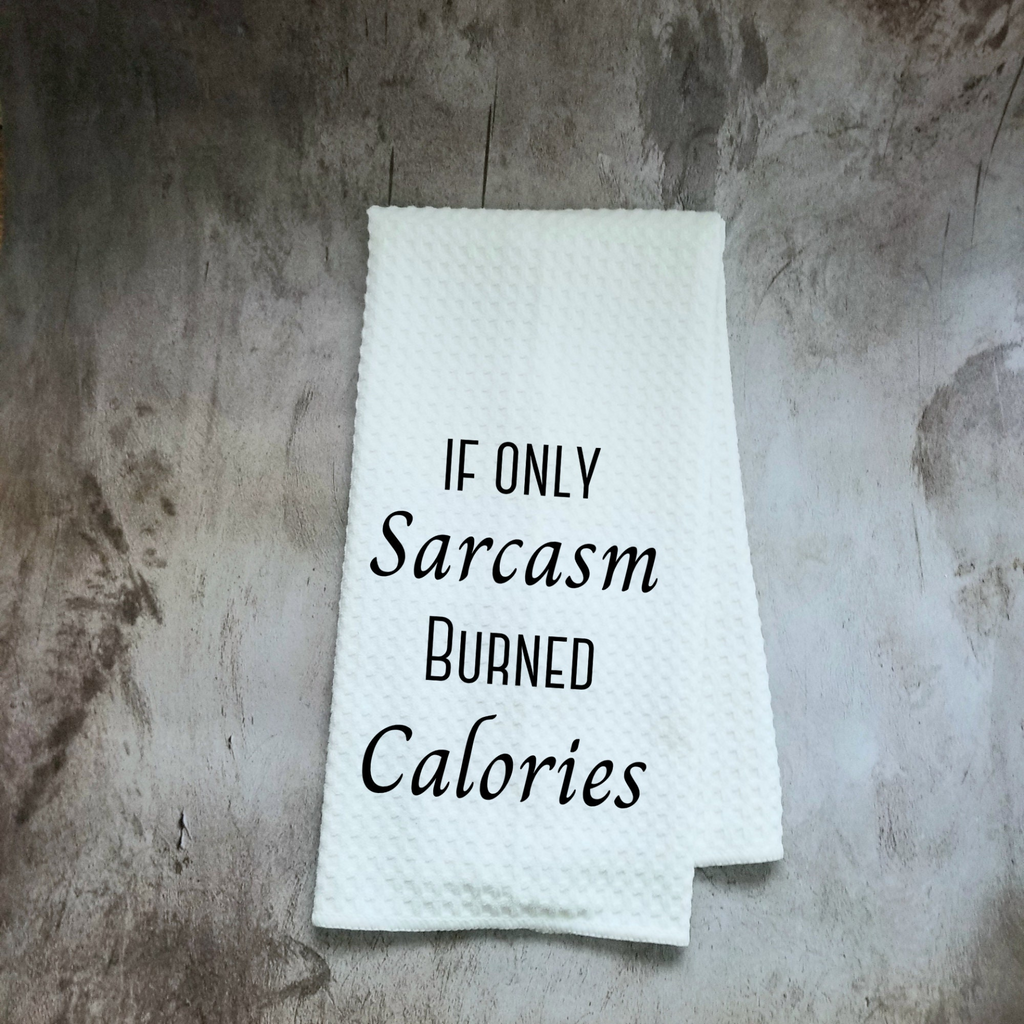 IF ONLY
Sarcasm
BURNED
Calories